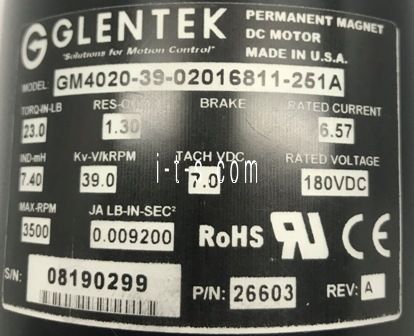 GLENTEK
"Solutions for Motion Control"
PERMANENT MAGNET
DC MOTOR
MADE IN U.S.A.
MODEL: GM4020-39-02016811-251A
TORQ-IN-LB RES-OHM BRAKE RATED CURRENT
23.0 1.30 6.57
IND-mH Kv-V/kRPM TACH VDC RATED VOLTAGE
7.40 39.0 7.0 180VDC
MAX-RPM JA LB-IN-SEC²
3500 0.009200 RoHS
S/N: 08190299 P/N: 26603 REV: A